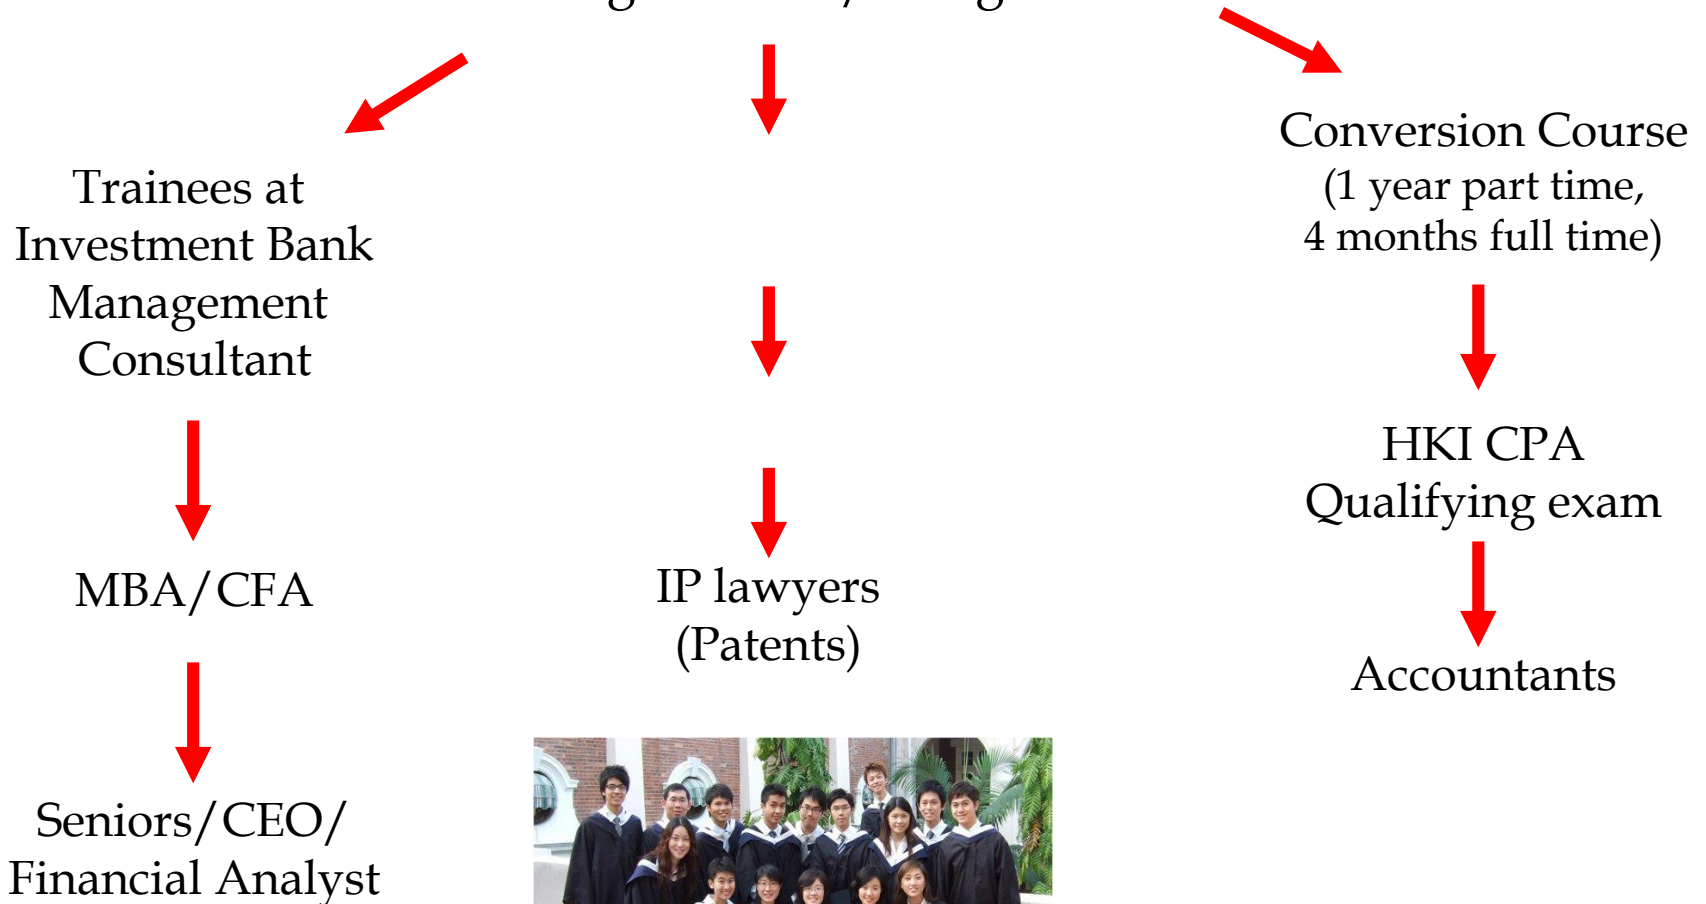 Trainees at
Investment Bank
Management
Consultant
MBA/CFA
Seniors/CEO/
Financial Analyst
IP lawyers
(Patents)
Conversion Course
(1 year part time,
4 months full time)
HKI CPA
Qualifying exam
Accountants